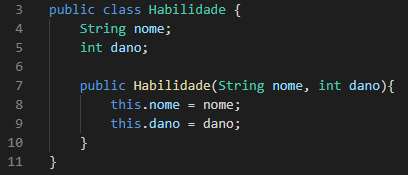 3 public class Habilidade {
4     String nome;
5     int dano;
6
7     public Habilidade(String nome, int dano){
8         this.nome = nome;
9         this.dano = dano;
10     }
11 }